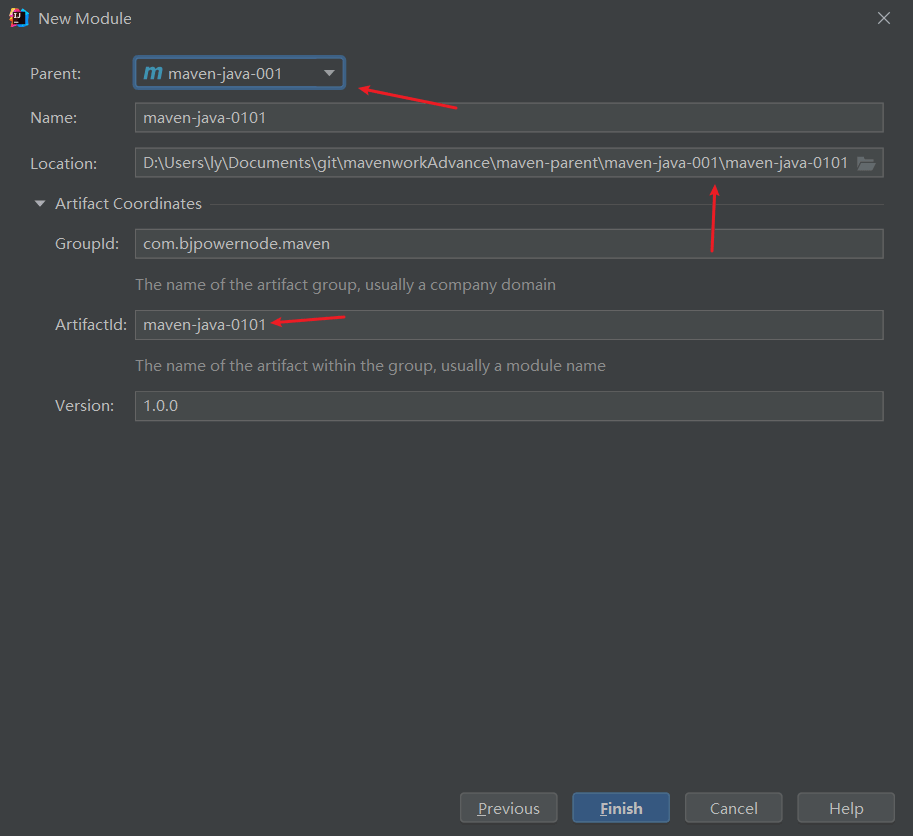 New Module
Parent: maven-java-001
Name: maven-java-0101
Location: D:\Users\ly\Documents\git\mavenworkAdvance\maven-parent\maven-java-001\maven-java-0101
Artifact Coordinates
GroupId: com.bjpowernode.maven
The name of the artifact group, usually a company domain
ArtifactId: maven-java-0101
The name of the artifact within the group, usually a module name
Version: 1.0.0
Previous Finish Cancel Help